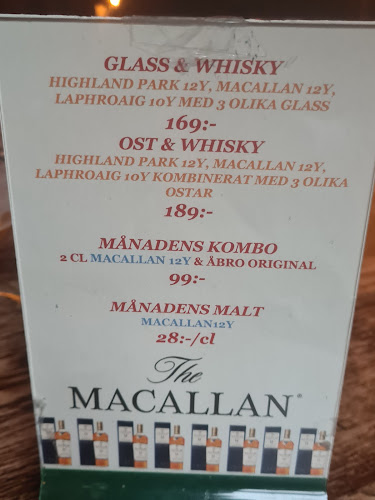 GLASS & WHISKY
HIGHLAND PARK 12Y, MACALLAN 12Y,
LAPHROAIG 10Y MED 3 OLIKA GLASS
169:-
OST & WHISKY
HIGHLAND PARK 12Y, MACALLAN 12Y,
LAPHROAIG 10Y KOMBINERAT MED 3 OLIKA
OSTAR
189:-
MÅNADENS KOMBO
2 CL MACALLAN 12Y & ÅBRO ORIGINAL
99:-
MÅNADENS MALT
MACALLAN12Y
28:-/cl
The
MACALLAN®